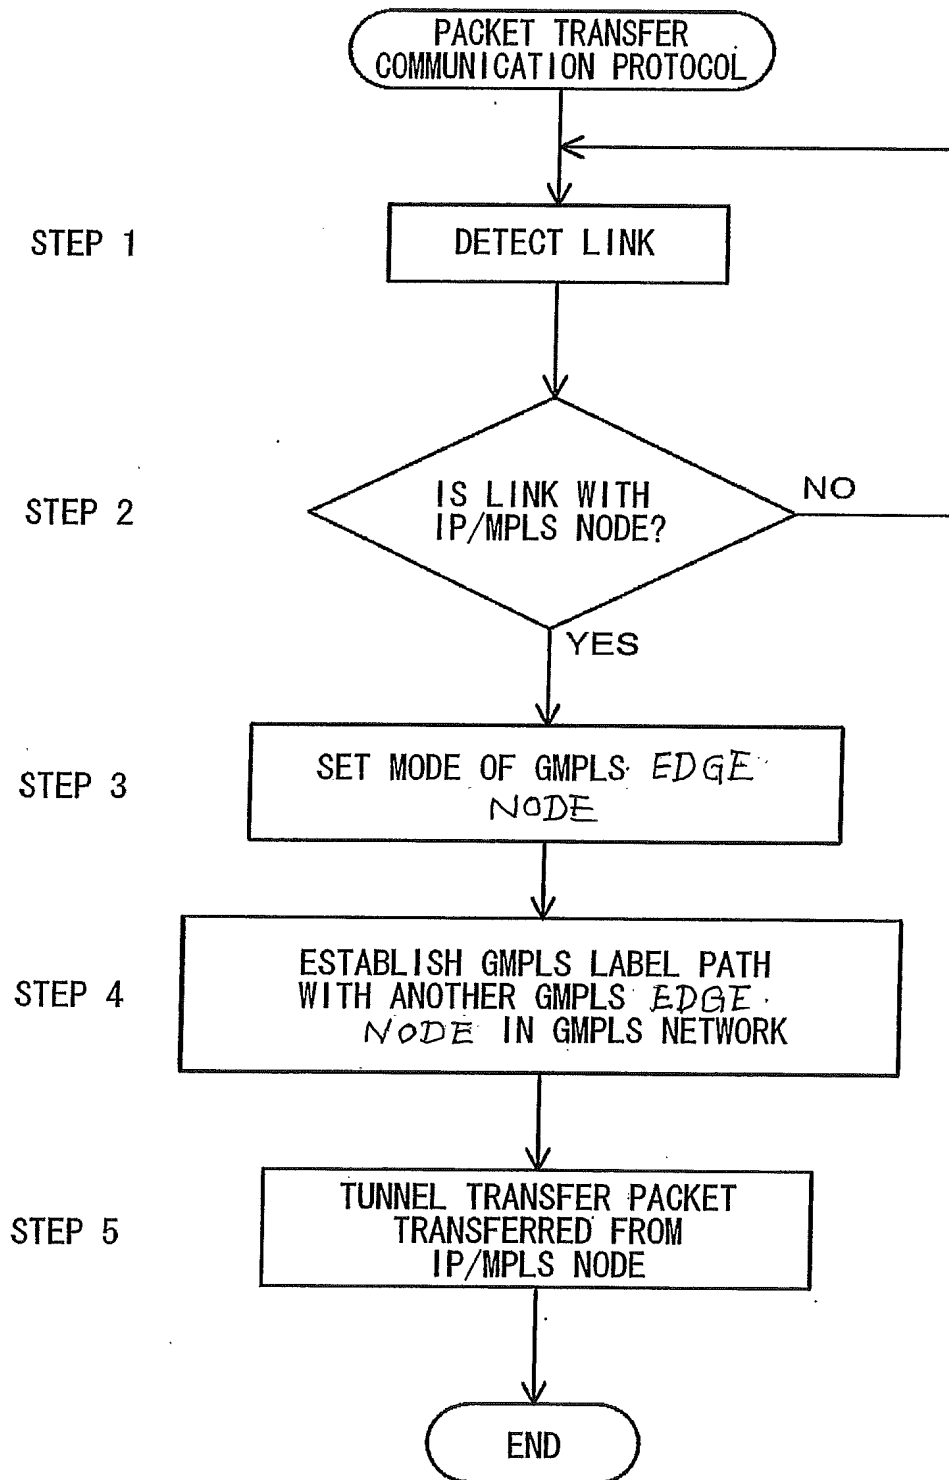 PACKET TRANSFER
COMMUNICATION PROTOCOL
STEP 1
DETECT LINK
STEP 2
IS LINK WITH
IP/MPLS NODE?
NO
YES
STEP 3
SET MODE OF GMPLS EDGE
NODE
STEP 4
ESTABLISH GMPLS LABEL PATH
WITH ANOTHER GMPLS EDGE
NODE IN GMPLS NETWORK
STEP 5
TUNNEL TRANSFER PACKET
TRANSFERRED FROM
IP/MPLS NODE
END